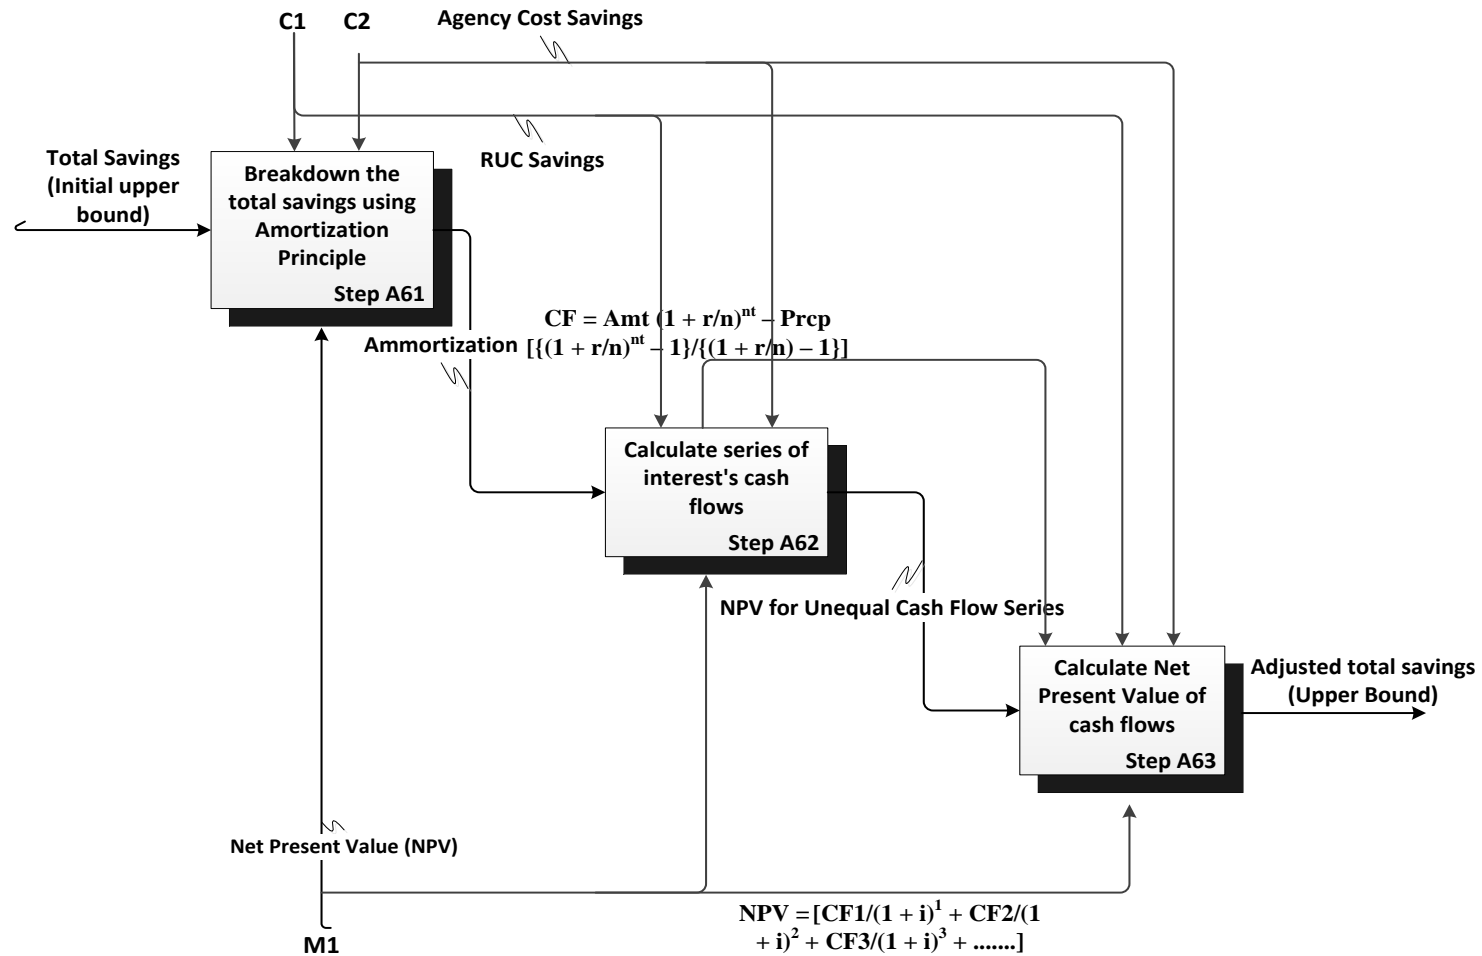 C1 C2
Agency Cost Savings
RUC Savings
Total Savings
(Initial upper
bound)
Breakdown the
total savings using
Amortization
Principle
Step A61
CF = Amt (1 + r/n)^nt – Prcp
[{(1 + r/n)^nt – 1}/{(1 + r/n) – 1}]
Ammortization
Calculate series of
interest's cash
flows
Step A62
NPV for Unequal Cash Flow Series
Calculate Net
Present Value of
cash flows
Step A63
Adjusted total savings
(Upper Bound)
Net Present Value (NPV)
NPV = [CF1/(1 + i)^1 + CF2/(1
+ i)^2 + CF3/(1 + i)^3 + .......]
M1